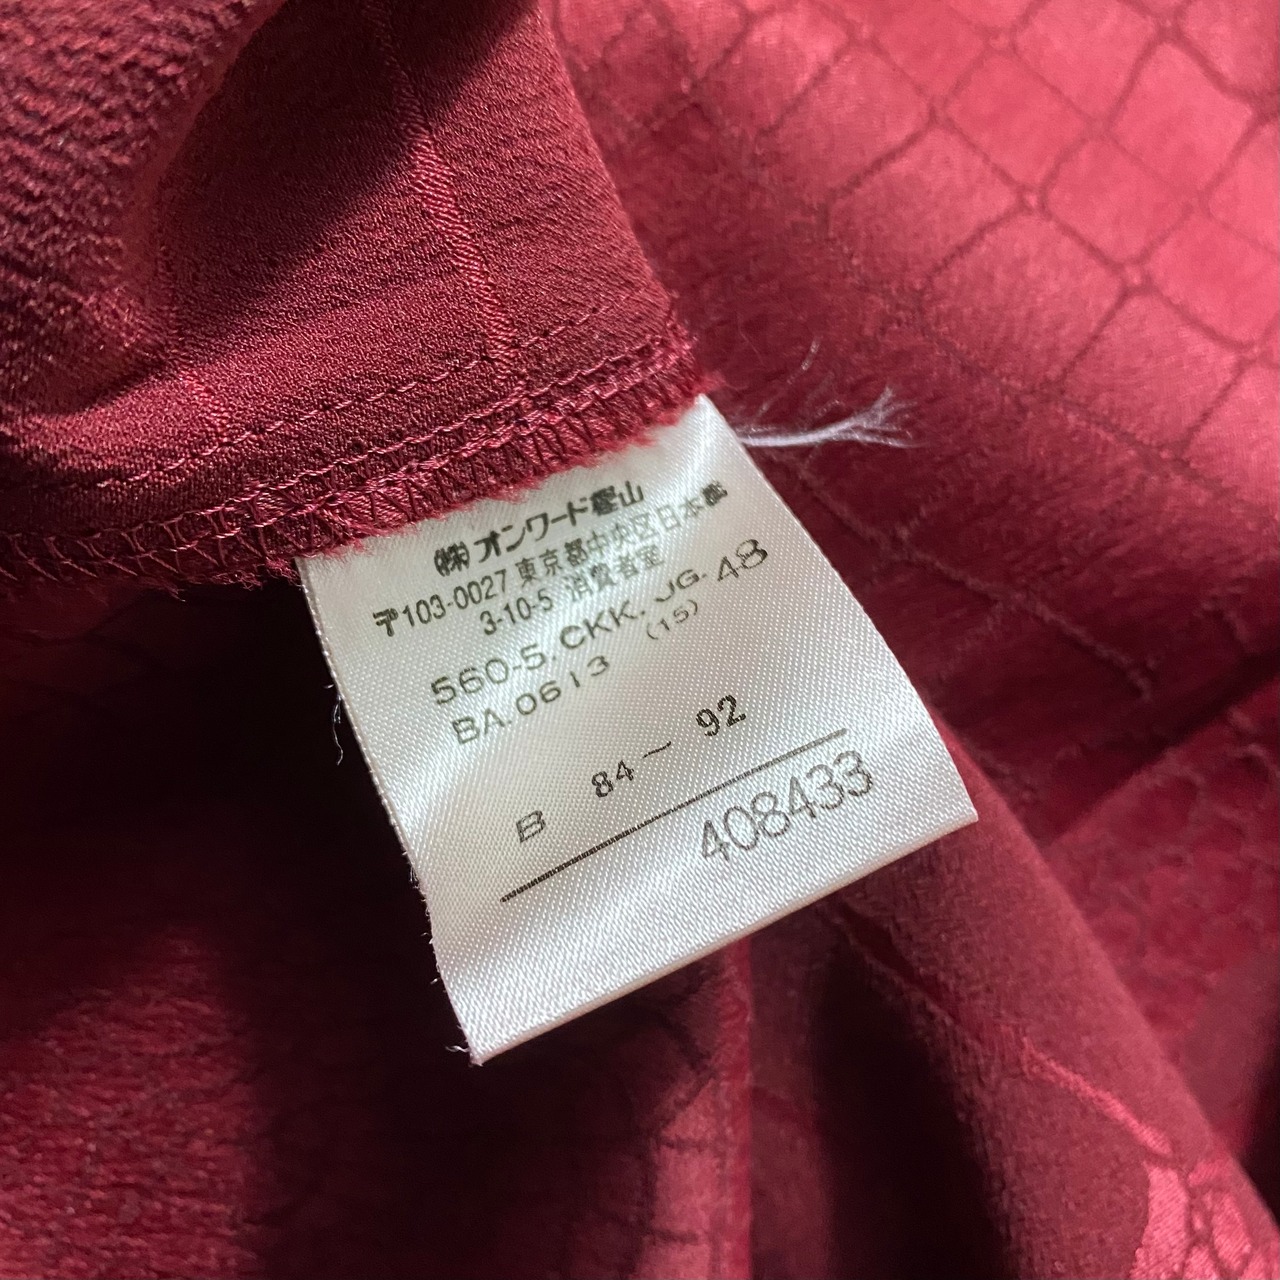 (株)オンワード樫山
〒103-0027 東京都中央区日本橋
3-10-5 消費者室
560-5.CKK.JG.48
BA.0613 (15)
B 84〜92
408433